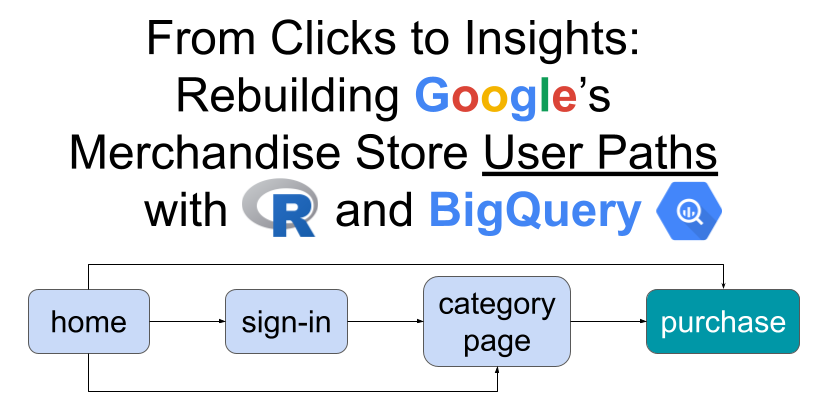 From Clicks to Insights:
Rebuilding Google’s
Merchandise Store User Paths
with R and BigQuery
home
sign-in
category
page
purchase